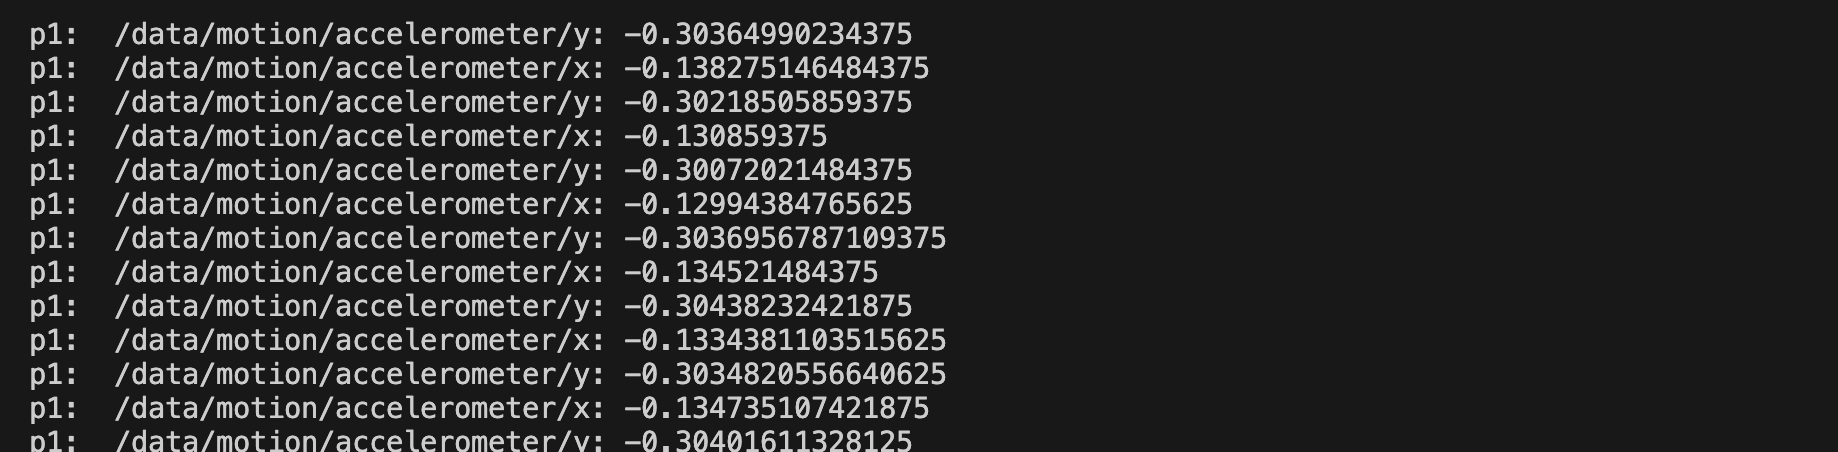 p1:  /data/motion/accelerometer/y: -0.30364990234375
p1:  /data/motion/accelerometer/x: -0.138275146484375
p1:  /data/motion/accelerometer/y: -0.30218505859375
p1:  /data/motion/accelerometer/x: -0.130859375
p1:  /data/motion/accelerometer/y: -0.30072021484375
p1:  /data/motion/accelerometer/x: -0.12994384765625
p1:  /data/motion/accelerometer/y: -0.3036956787109375
p1:  /data/motion/accelerometer/x: -0.134521484375
p1:  /data/motion/accelerometer/y: -0.30438232421875
p1:  /data/motion/accelerometer/x: -0.1334381103515625
p1:  /data/motion/accelerometer/y: -0.3034820556640625
p1:  /data/motion/accelerometer/x: -0.134735107421875
p1:  /data/motion/accelerometer/y: -0.30401611328125